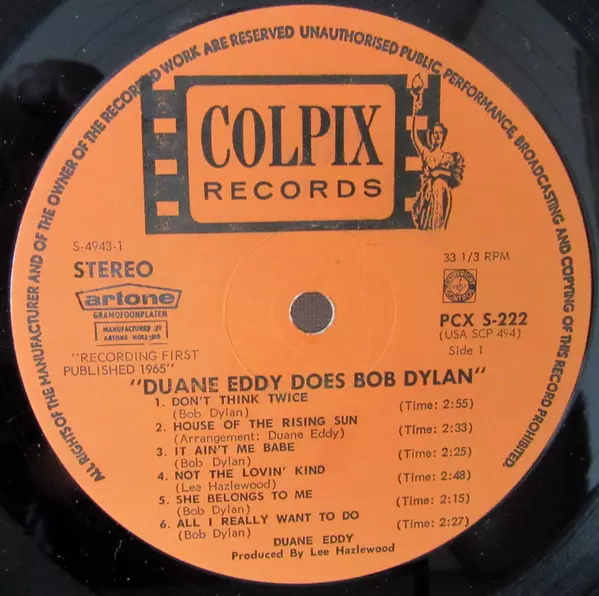 ALL RIGHTS OF THE MANUFACTURER AND OF THE OWNER OF THE RECORDED WORK ARE RESERVED UNAUTHORISED PUBLIC PERFORMANCE, BROADCASTING AND COPYING OF THIS RECORD PROHIBITED.
COLPIX
RECORDS
S-4943-1
STEREO
artone
GRAMOFOONPLATEN
MANUFACTURED BY
ARTONE HOLLAND
"RECORDING FIRST
PUBLISHED 1965"
33 1/3 RPM
PCX S-222
(USA SCP 494)
Side 1
"DUANE EDDY DOES BOB DYLAN"
1. DON'T THINK TWICE (Time: 2:55)
(Bob Dylan)
2. HOUSE OF THE RISING SUN (Time: 2:33)
(Arrangement: Duane Eddy)
3. IT AIN'T ME BABE (Time: 2:25)
(Bob Dylan)
4. NOT THE LOVIN' KIND (Time: 2:48)
(Lee Hazlewood)
5. SHE BELONGS TO ME (Time: 2:15)
(Bob Dylan)
6. ALL I REALLY WANT TO DO (Time: 2:27)
(Bob Dylan)
DUANE EDDY
Produced By Lee Hazlewood